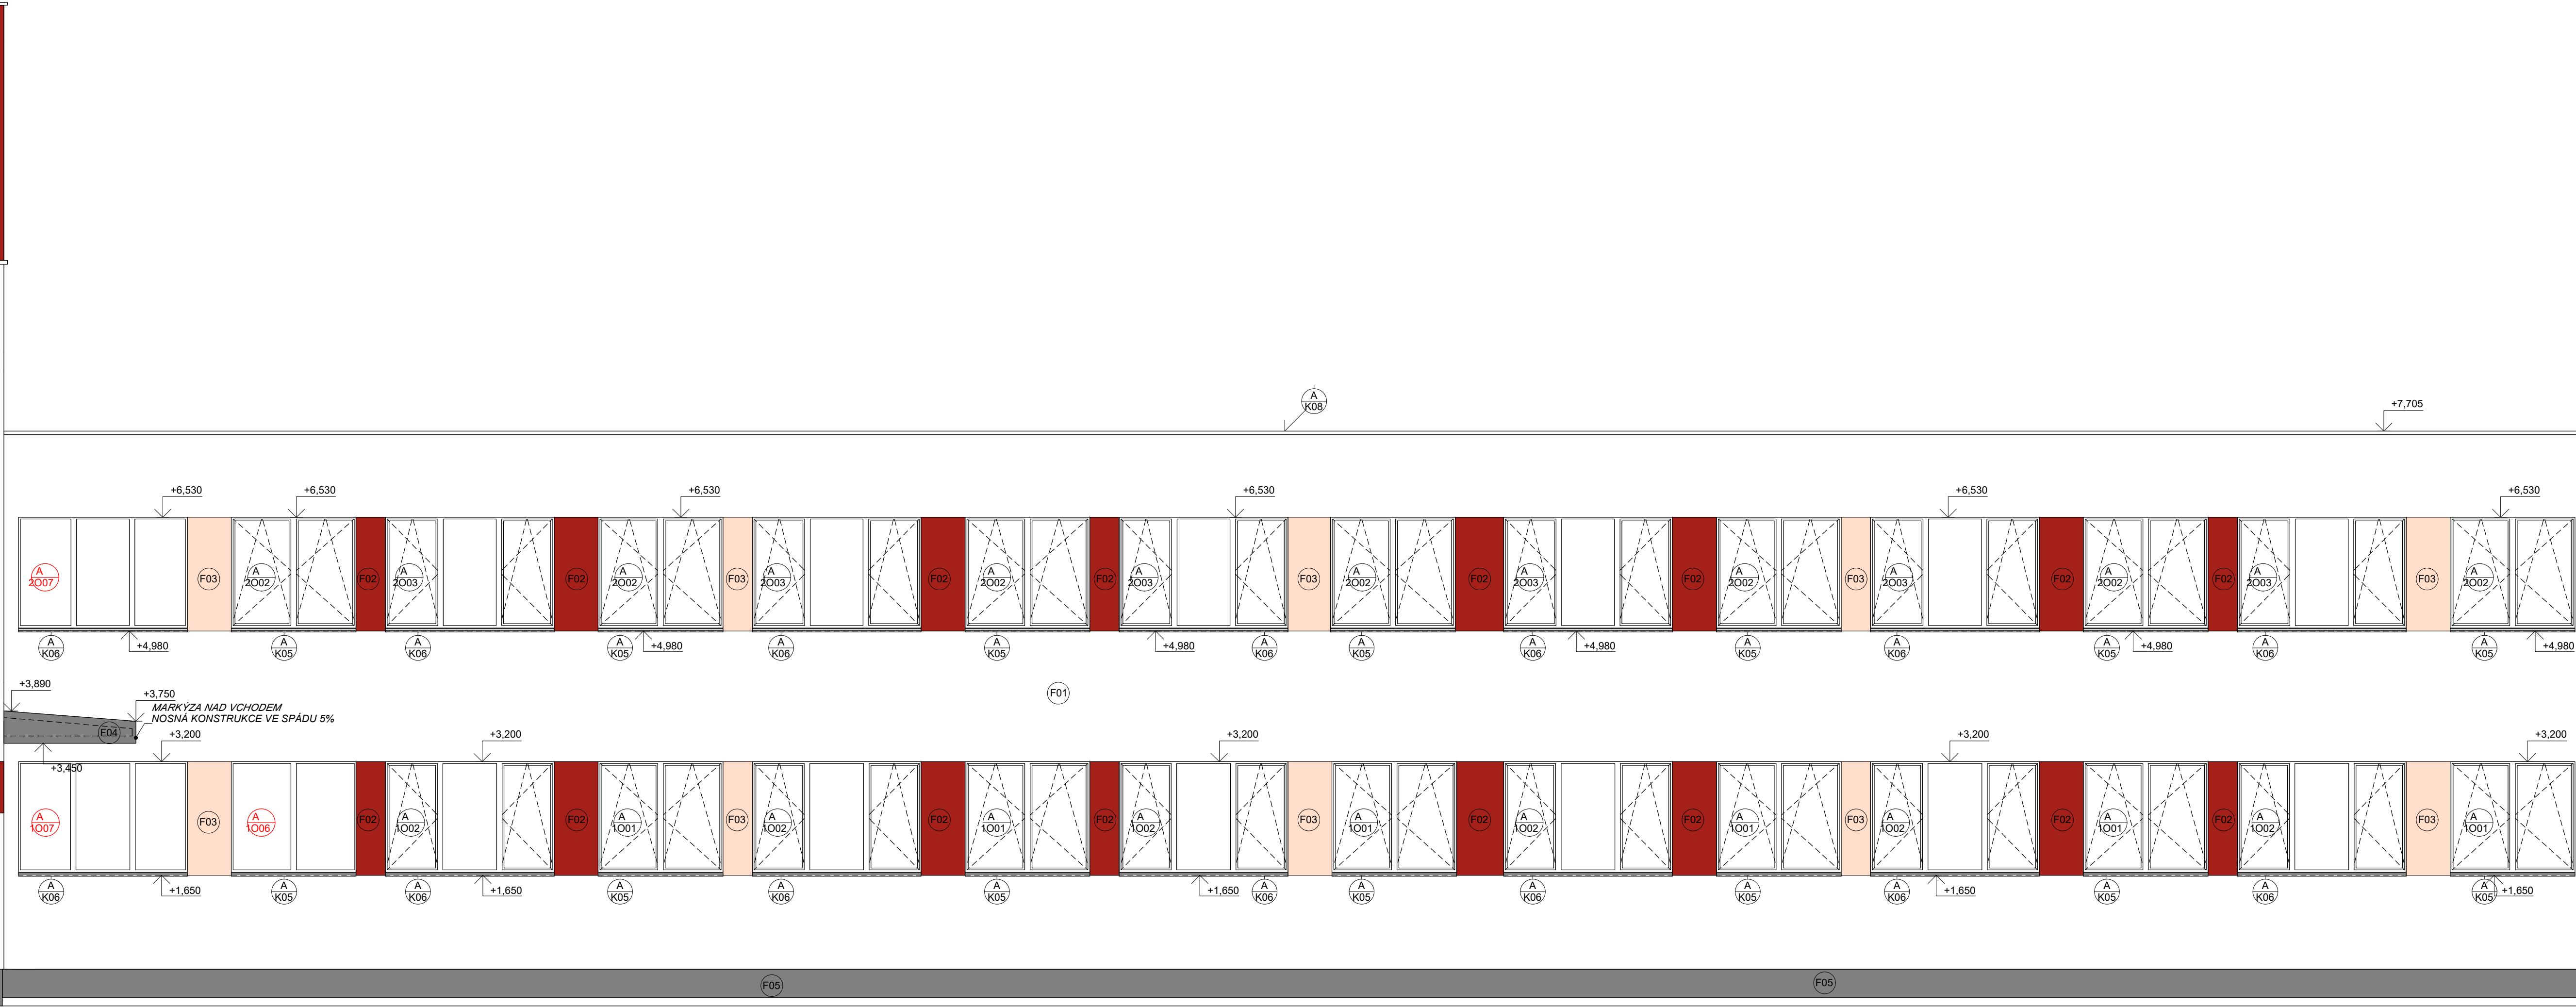 A
K08
+7,705
+6,530 +6,530 +6,530 +6,530 +6,530 +6,530
A
2O07
F03
A
2O02
F02
A
2O03
F02
A
2O02
F03
A
2O03
F02
A
2O02
F02
A
2O03
F03
A
2O02
F02
A
2O03
F02
A
2O02
F03
A
2O03
F02
A
2O02
F02
A
2O03
F03
A
2O02
A
K06
+4,980
A
K05
A
K06
A
K05
+4,980
A
K06
A
K05
+4,980
A
K06
A
K05
A
K06
+4,980
A
K05
A
K06
A
K05
+4,980
A
K06
A
K05
+4,980
+3,890
+3,750
F01
MARKÝZA NAD VCHODEM
NOSNÁ KONSTRUKCE VE SPÁDU 5%
F04
+3,200 +3,200 +3,200 +3,200 +3,200
+3,450
A
1O07
F03
A
1O06
F02
A
1O02
F02
A
1O01
F03
A
1O02
F02
A
1O01
F02
A
1O02
F03
A
1O01
F02
A
1O02
F02
A
1O01
F03
A
1O02
F02
A
1O01
F02
A
1O02
F03
A
1O01
A
K06
+1,650
A
K05
A
K06
+1,650
A
K05
A
K06
A
K05
+1,650
A
K06
A
K05
A
K06
A
K05
A
K06
+1,650
A
K05
A
K06
A
K05
+1,650
F05 F05